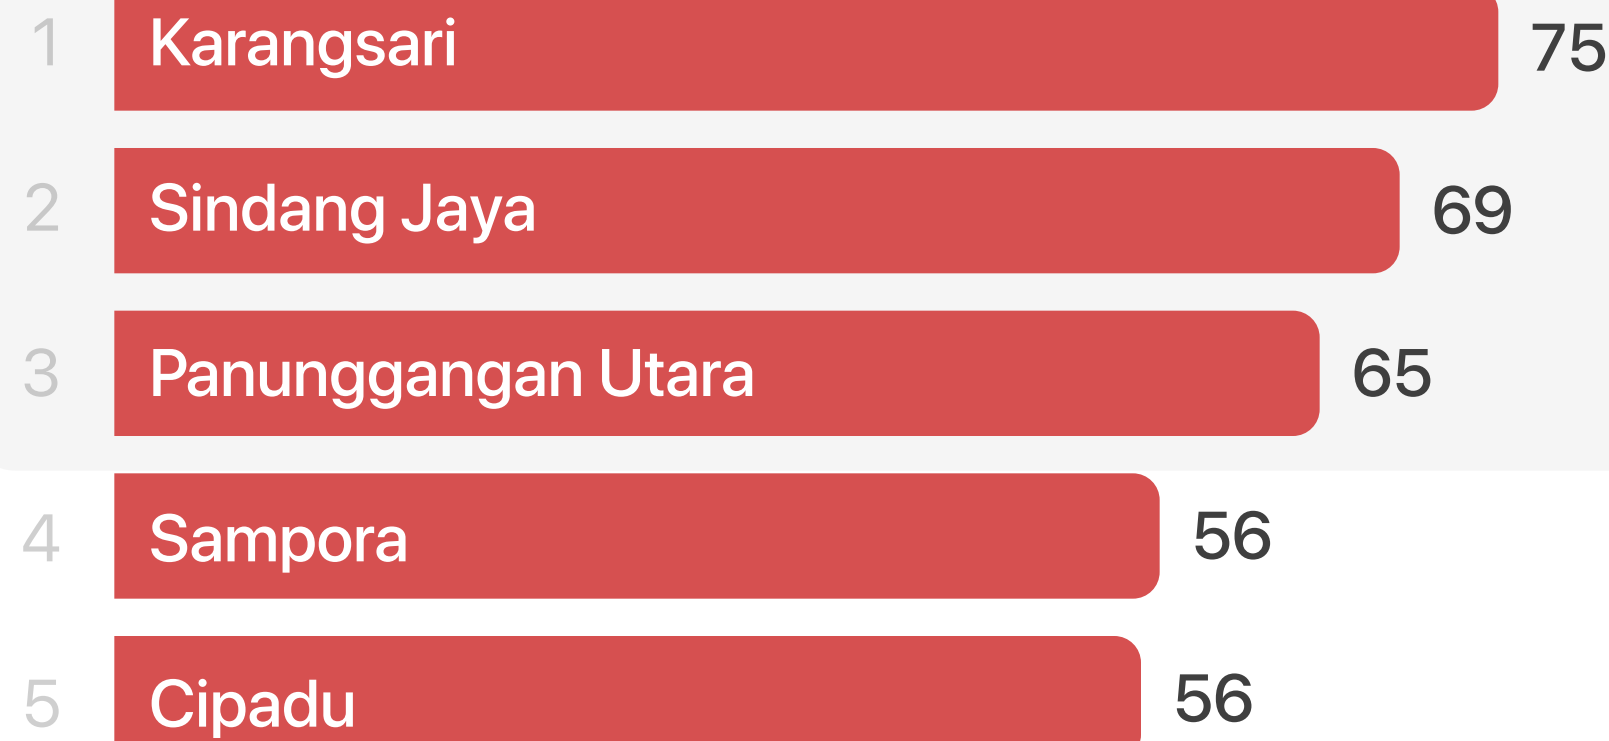 1 Karangsari 75
2 Sindang Jaya 69
3 Panunggangan Utara 65
4 Sampora 56
5 Cipadu 56